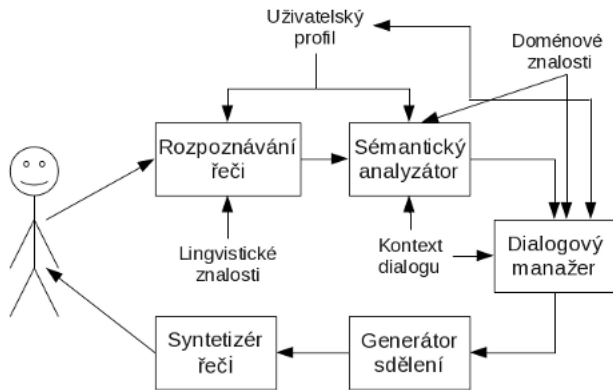 Uživatelský
profil
Doménové
znalosti
Rozpoznávání
řeči
Sémantický
analyzátor
Lingvistické
znalosti
Kontext
dialogu
Dialogový
manažer
Syntetizér
řeči
Generátor
sdělení